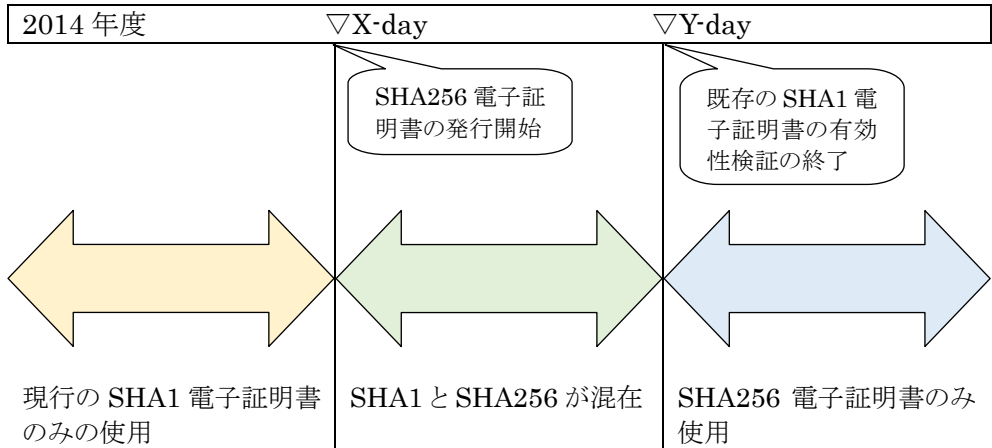 2014 年度 ▽X-day ▽Y-day
SHA256 電子証
明書の発行開始
既存の SHA1 電
子証明書の有効
性検証の終了
現行の SHA1 電子証明書
のみの使用
SHA1 と SHA256 が混在
SHA256 電子証明書のみ
使用